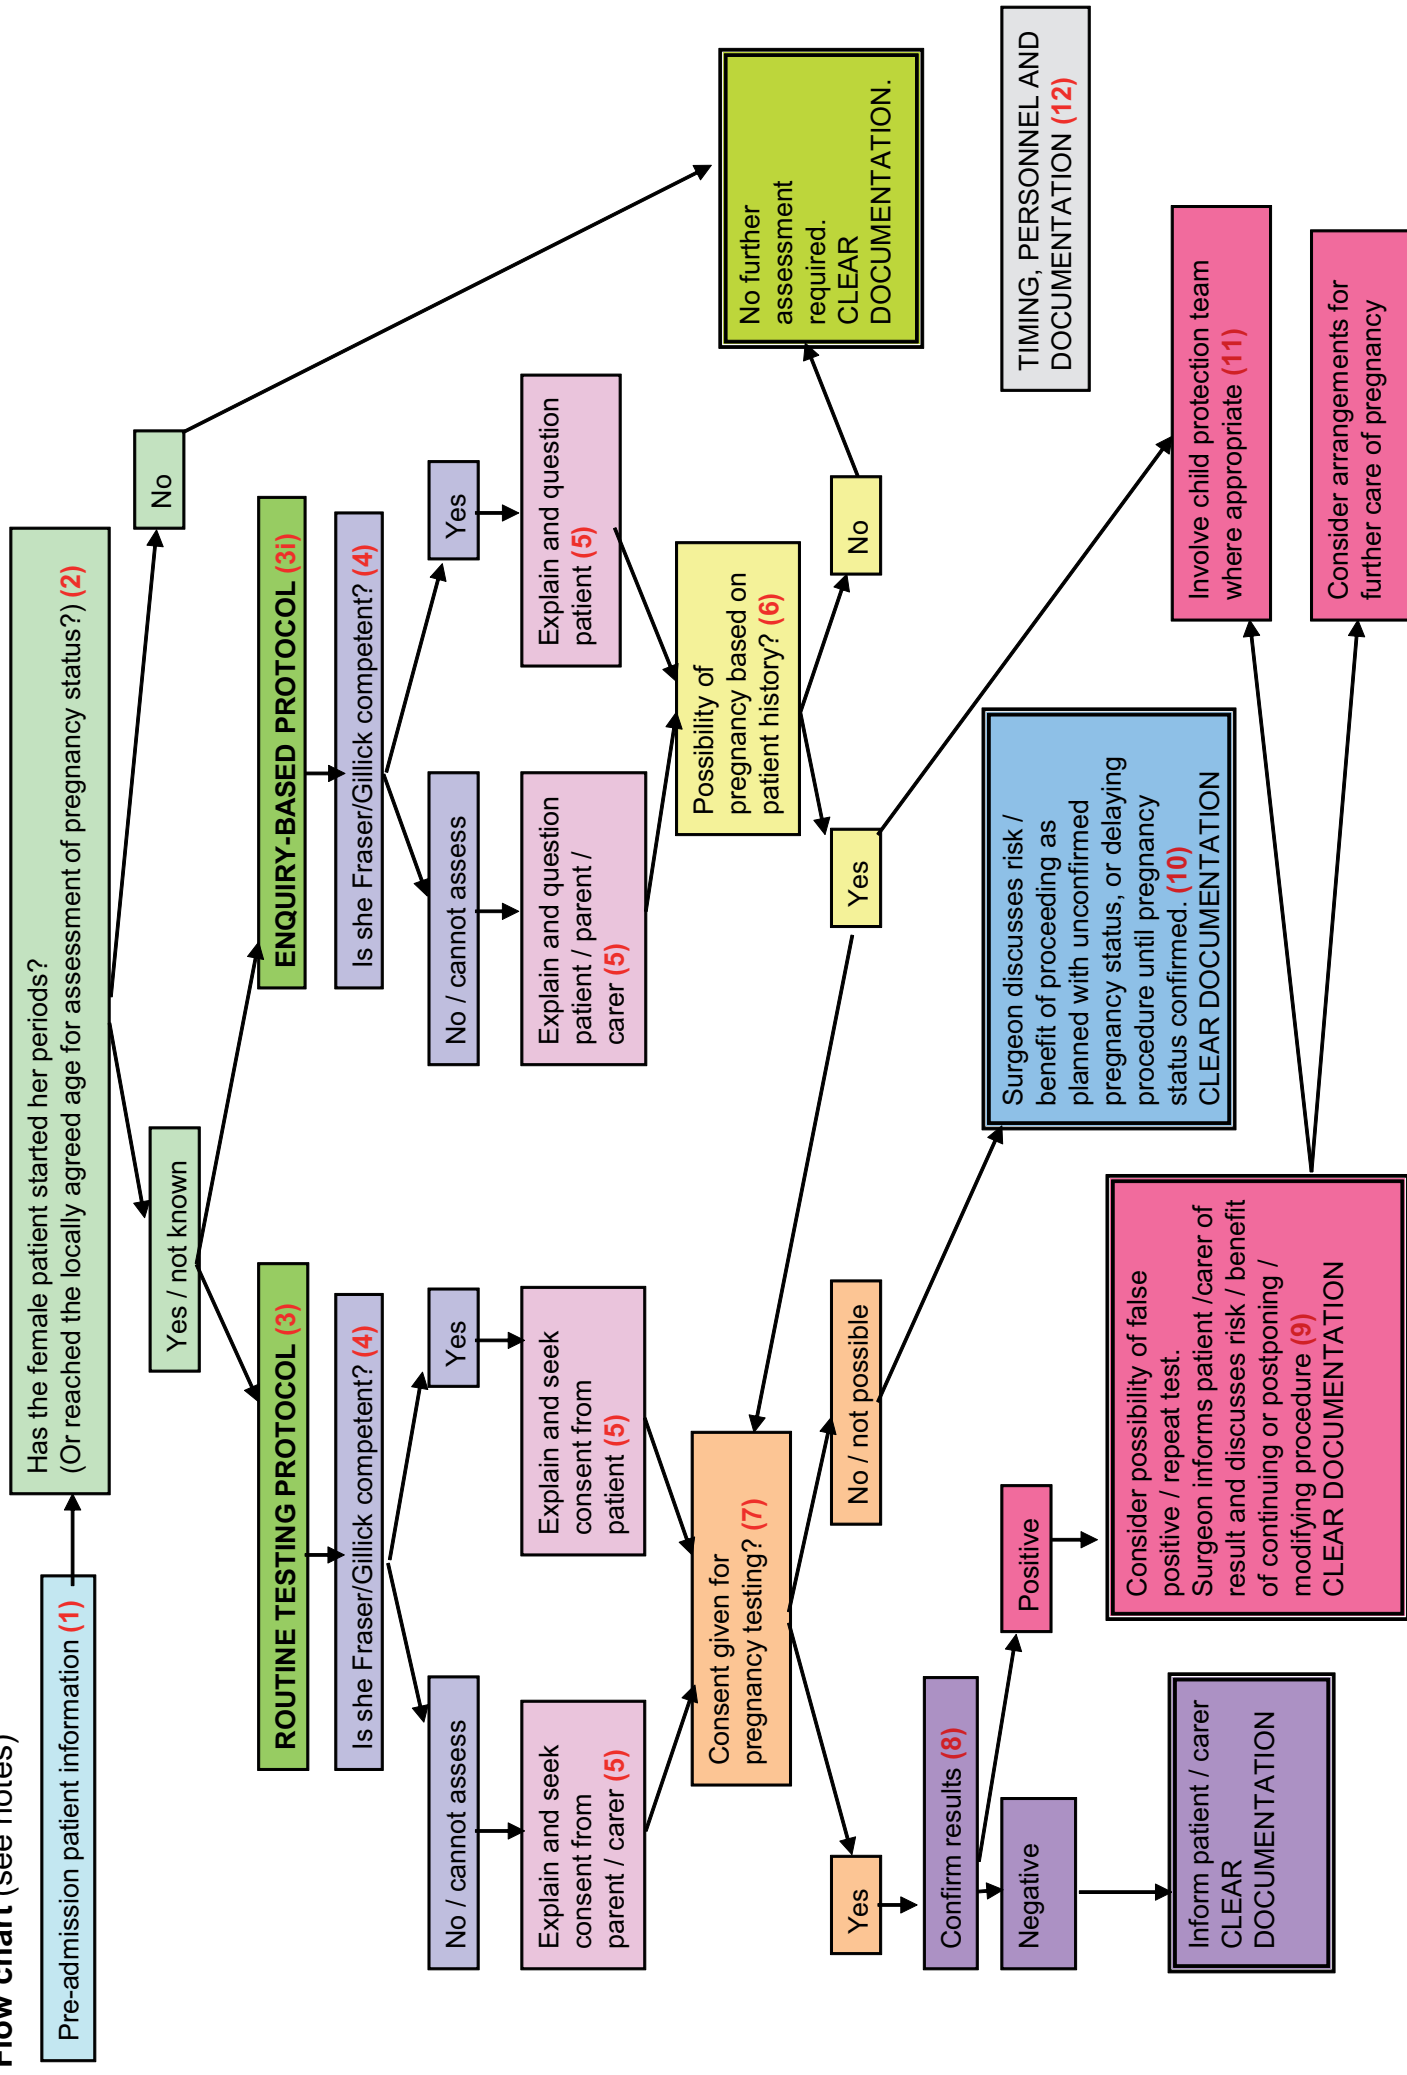 Flow chart (see notes)
Pre-admission patient information (1)
Has the female patient started her periods?
(Or reached the locally agreed age for assessment of pregnancy status?) (2)
Yes / not known
No
ROUTINE TESTING PROTOCOL (3)
ENQUIRY-BASED PROTOCOL (3i)
Is she Fraser/Gillick competent? (4)
Is she Fraser/Gillick competent? (4)
No / cannot assess
Yes
No / cannot assess
Yes
Explain and seek
consent from
parent / carer (5)
Explain and seek
consent from
patient (5)
Explain and question
patient / parent /
carer (5)
Explain and question
patient (5)
Consent given for
pregnancy testing? (7)
Possibility of
pregnancy based on
patient history? (6)
No further
assessment
required.
CLEAR
DOCUMENTATION.
Yes
No / not possible
Yes
No
Confirm results (8)
Negative
Positive
Surgeon discusses risk /
benefit of proceeding as
planned with unconfirmed
pregnancy status, or delaying
procedure until pregnancy
status confirmed. (10)
CLEAR DOCUMENTATION
TIMING, PERSONNEL AND
DOCUMENTATION (12)
Inform patient / carer
CLEAR
DOCUMENTATION
Consider possibility of false
positive / repeat test.
Surgeon informs patient /carer of
result and discusses risk / benefit
of continuing or postponing /
modifying procedure (9)
CLEAR DOCUMENTATION
Involve child protection team
where appropriate (11)
Consider arrangements for
further care of pregnancy